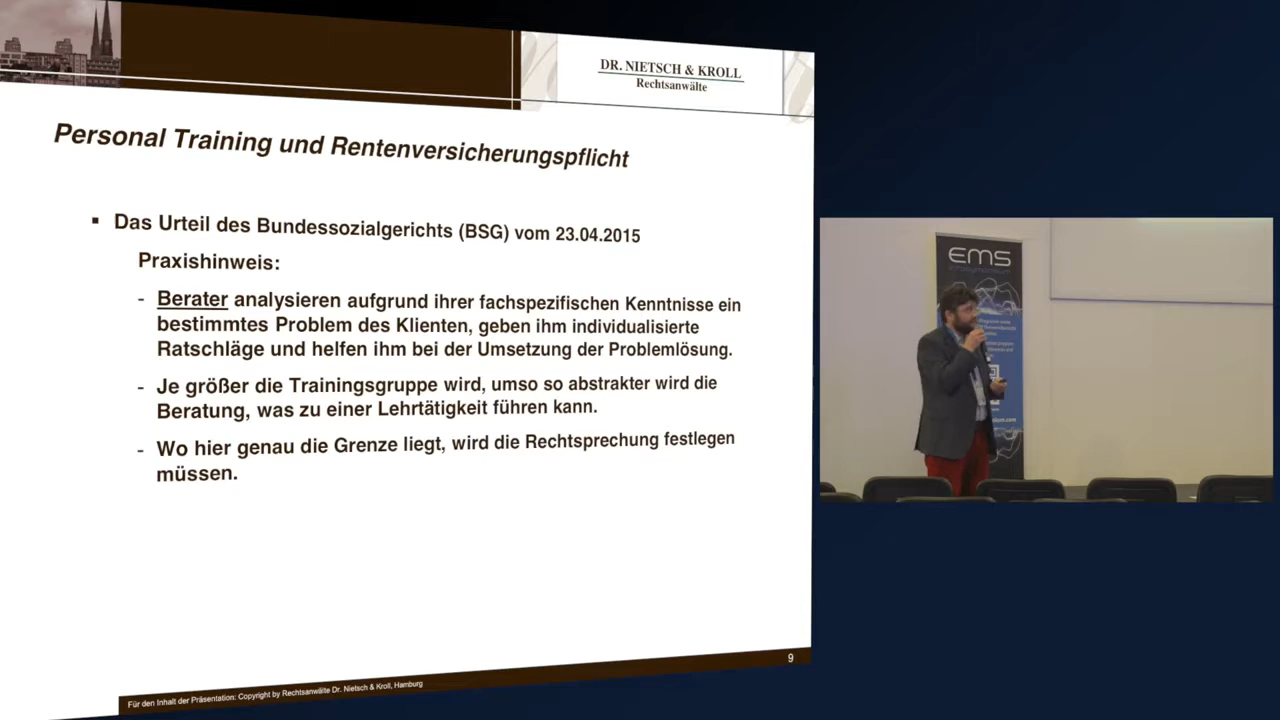 DR. NIETSCH & KROLL
Rechtsanwälte
Personal Training und Rentenversicherungspflicht
▪ Das Urteil des Bundessozialgerichts (BSG) vom 23.04.2015
Praxishinweis:
- Berater analysieren aufgrund ihrer fachspezifischen Kenntnisse ein
bestimmtes Problem des Klienten, geben ihm individualisierte
Ratschläge und helfen ihm bei der Umsetzung der Problemlösung.
- Je größer die Trainingsgruppe wird, umso so abstrakter wird die
Beratung, was zu einer Lehrtätigkeit führen kann.
- Wo hier genau die Grenze liegt, wird die Rechtsprechung festlegen
müssen.
9
Für den Inhalt der Präsentation: Copyright by Rechtsanwälte Dr. Nietsch & Kroll, Hamburg
EMS